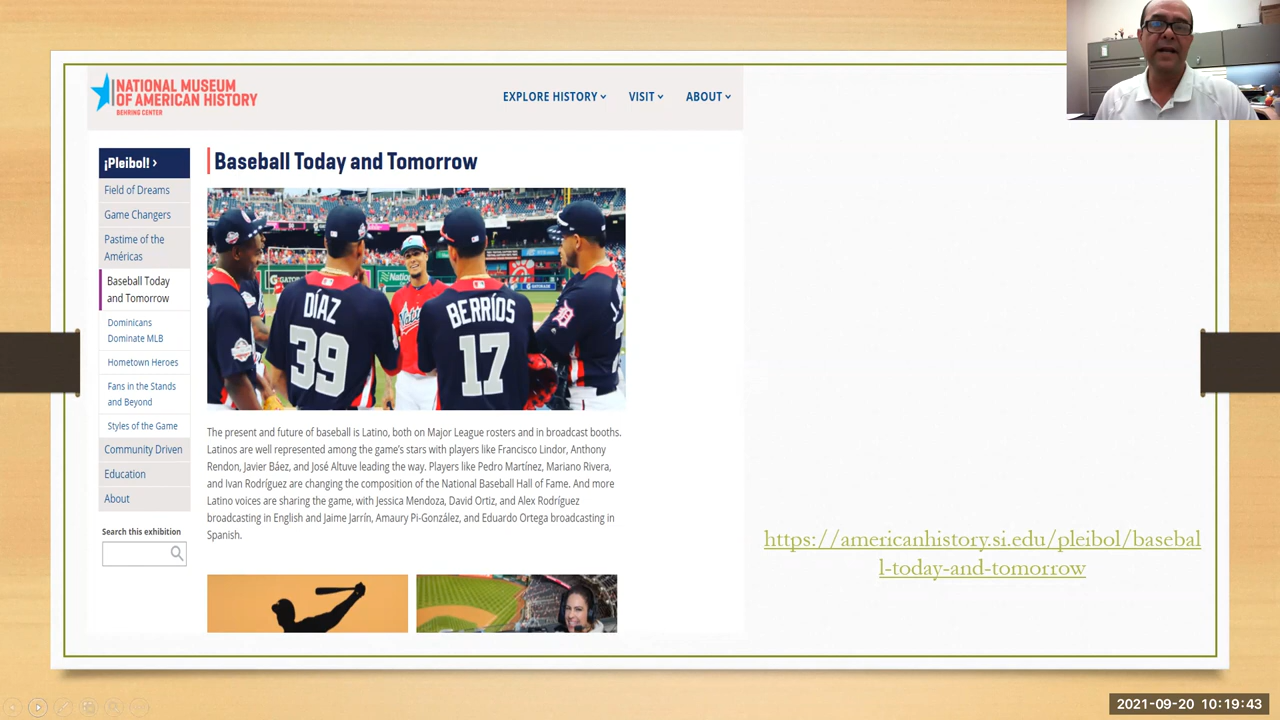 NATIONAL MUSEUM
OF AMERICAN HISTORY
BEHRING CENTER
EXPLORE HISTORY
VISIT
ABOUT
¡Pleibol! ›
Field of Dreams
Game Changers
Pastime of the
Américas
Baseball Today
and Tomorrow
Dominicans
Dominate MLB
Hometown Heroes
Fans in the Stands
and Beyond
Styles of the Game
Community Driven
Education
About
Search this exhibition
Baseball Today and Tomorrow
DÍAZ
39
BERRÍOS
17
The present and future of baseball is Latino, both on Major League rosters and in broadcast booths.
Latinos are well represented among the game's stars with players like Francisco Lindor, Anthony
Rendon, Javier Báez, and José Altuve leading the way. Players like Pedro Martínez, Mariano Rivera,
and Ivan Rodríguez are changing the composition of the National Baseball Hall of Fame. And more
Latino voices are sharing the game, with Jessica Mendoza, David Ortiz, and Alex Rodríguez
broadcasting in English and Jaime Jarrín, Amaury Pi-González, and Eduardo Ortega broadcasting in
Spanish.
https://americanhistory.si.edu/pleibol/basebal
l-today-and-tomorrow
2021-09-20 10:19:43